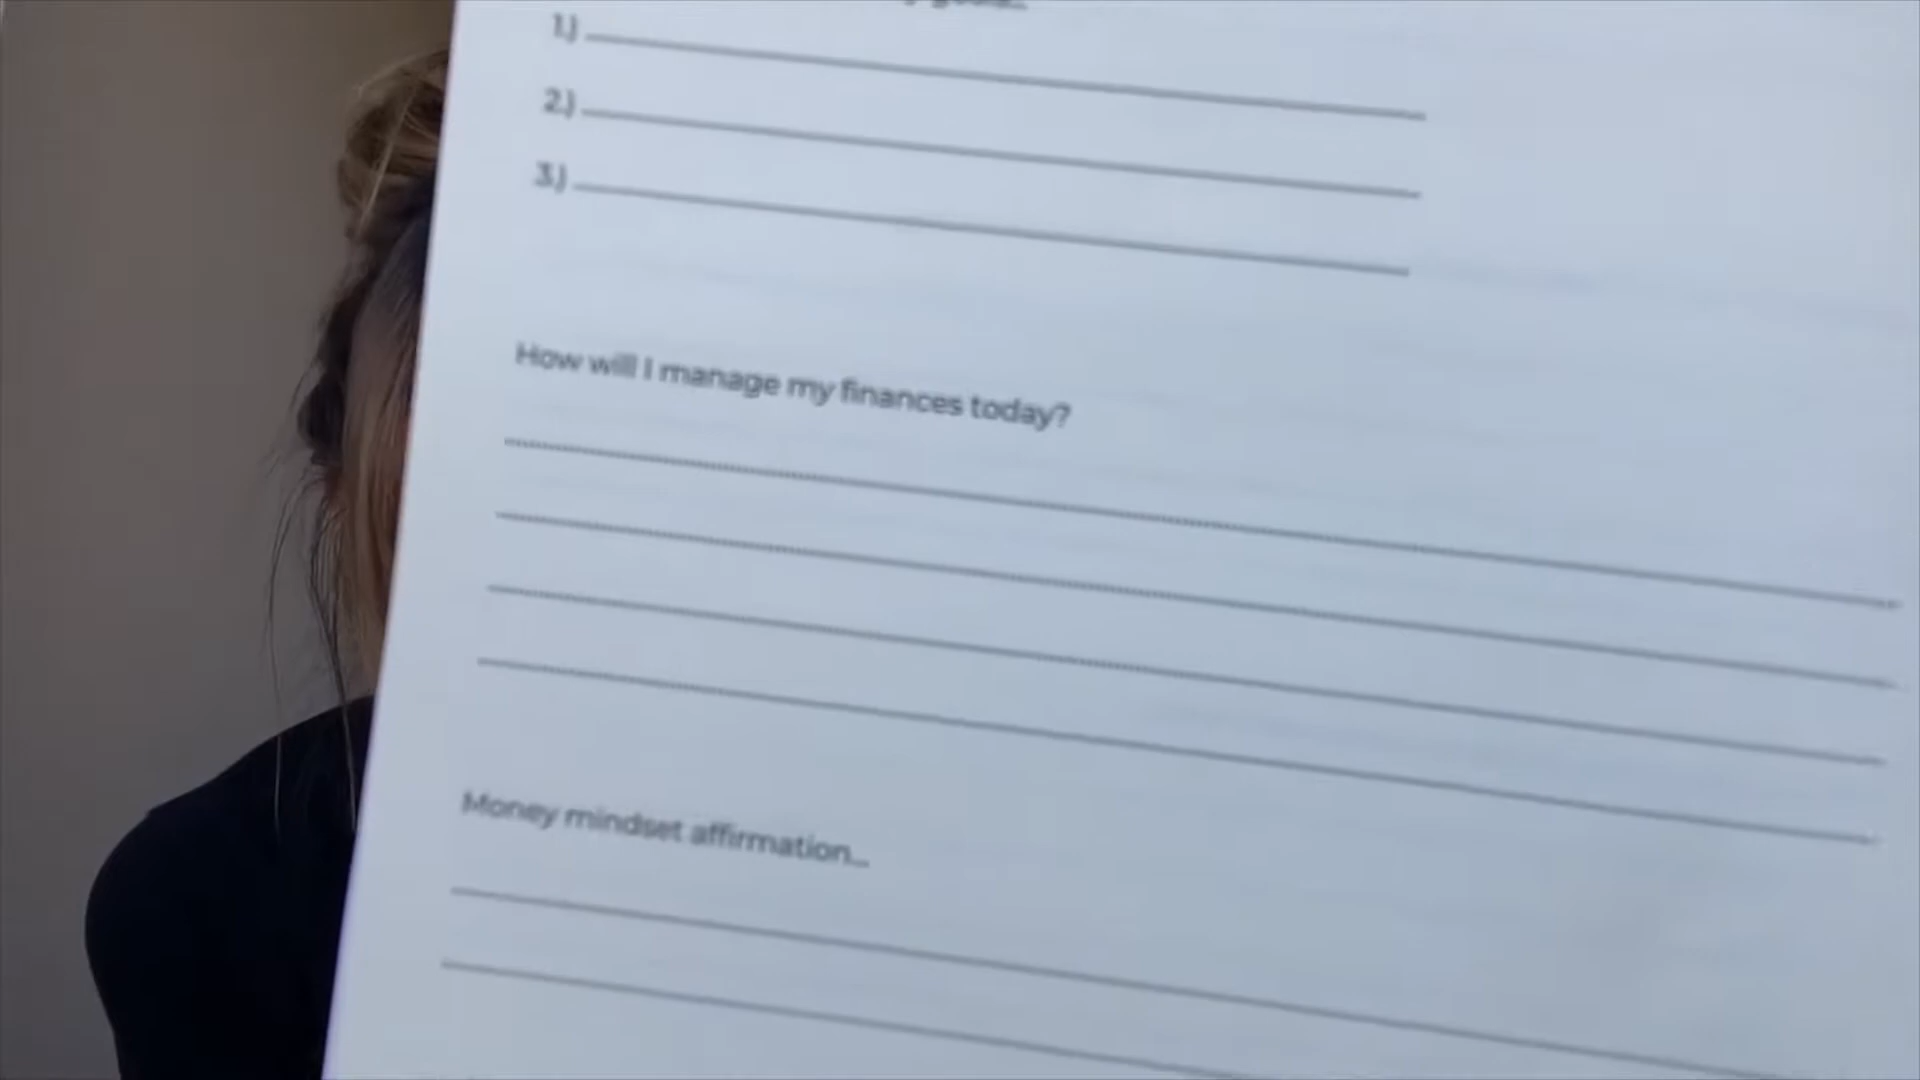 1.)
2.)
3.)
How will I manage my finances today?
Money mindset affirmation...